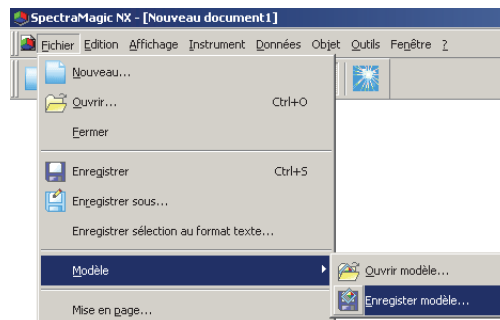 SpectraMagic NX - [Nouveau document1]
Fichier Edition Affichage Instrument Données Objet Outils Fenêtre ?
Nouveau...
Ouvrir... Ctrl+O
Fermer
Enregistrer Ctrl+S
Enregistrer sous...
Enregistrer sélection au format texte...
Modèle Ouvrir modèle...
Enregister modèle...
Mise en page...